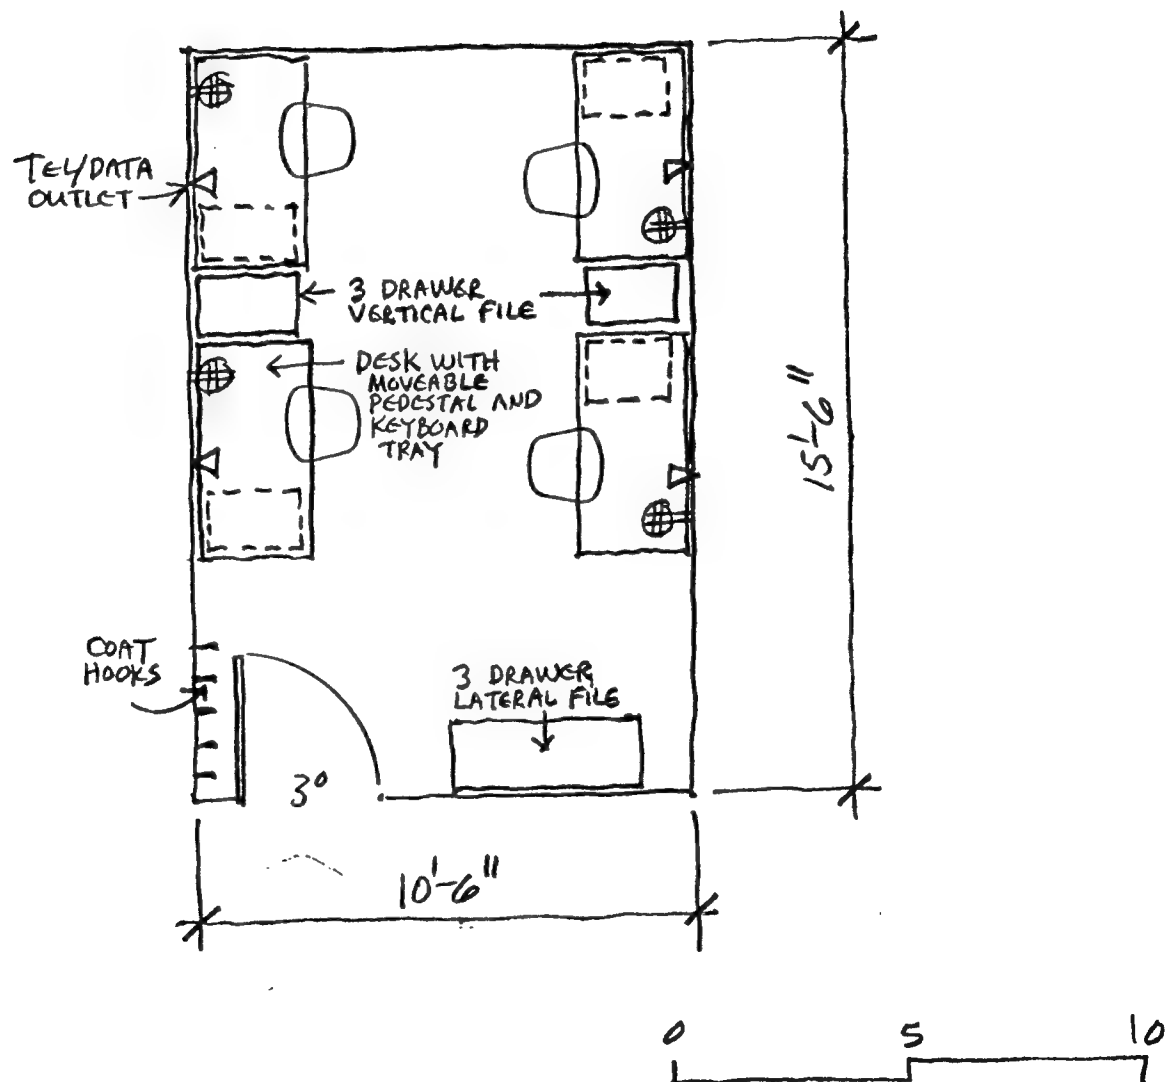 TEL/DATA
OUTLET
3 DRAWER
VERTICAL FILE
DESK WITH
MOVEABLE
PEDESTAL AND
KEYBOARD
TRAY
15'-6"
COAT
HOOKS
3 DRAWER
LATERAL FILE
3⁰
10'-6"
0 5 10